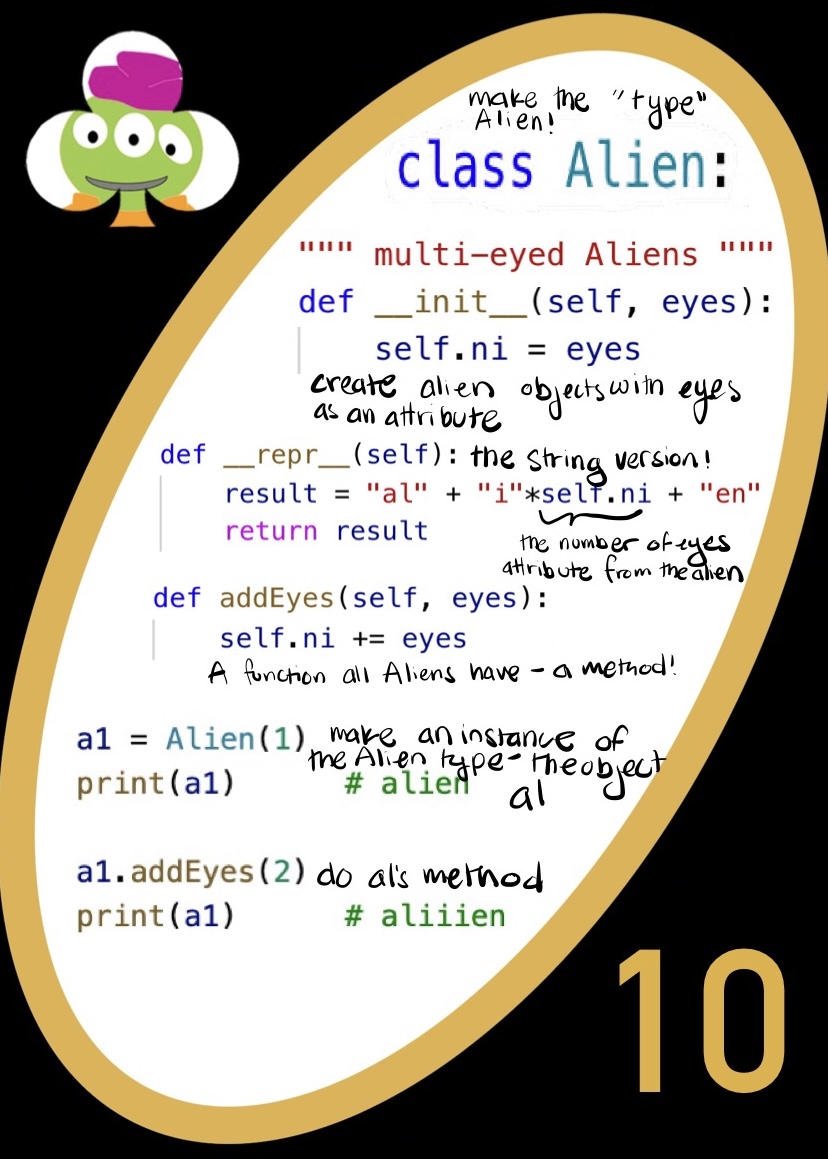 make the "type"
Alien!
class Alien:
""" multi-eyed Aliens """
def __init__(self, eyes):
self.ni = eyes
create alien objects with eyes
as an attribute
def __repr__(self): the string version!
result = "al" + "i"*self.ni + "en"
return result
the number of eyes
attribute from the alien
def addEyes(self, eyes):
self.ni += eyes
A function all Aliens have - a method!
a1 = Alien(1) make an instance of
the Alien type - the object
print(a1) # alien a1
a1.addEyes(2) do a1's method
print(a1) # aliiien
10